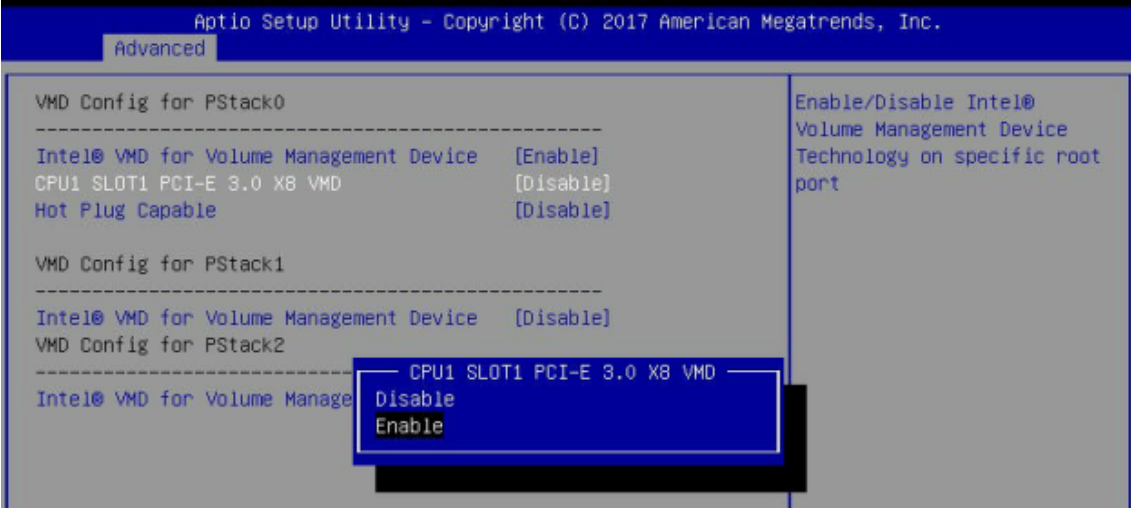 Aptio Setup Utility – Copyright (C) 2017 American Megatrends, Inc.
Advanced
VMD Config for PStack0
Intel® VMD for Volume Management Device [Enable]
CPU1 SLOT1 PCI-E 3.0 X8 VMD [Disable]
Hot Plug Capable [Disable]
VMD Config for PStack1
Intel® VMD for Volume Management Device [Disable]
VMD Config for PStack2
Intel® VMD for Volume Manage
CPU1 SLOT1 PCI-E 3.0 X8 VMD
Disable
Enable
Enable/Disable Intel®
Volume Management Device
Technology on specific root
port